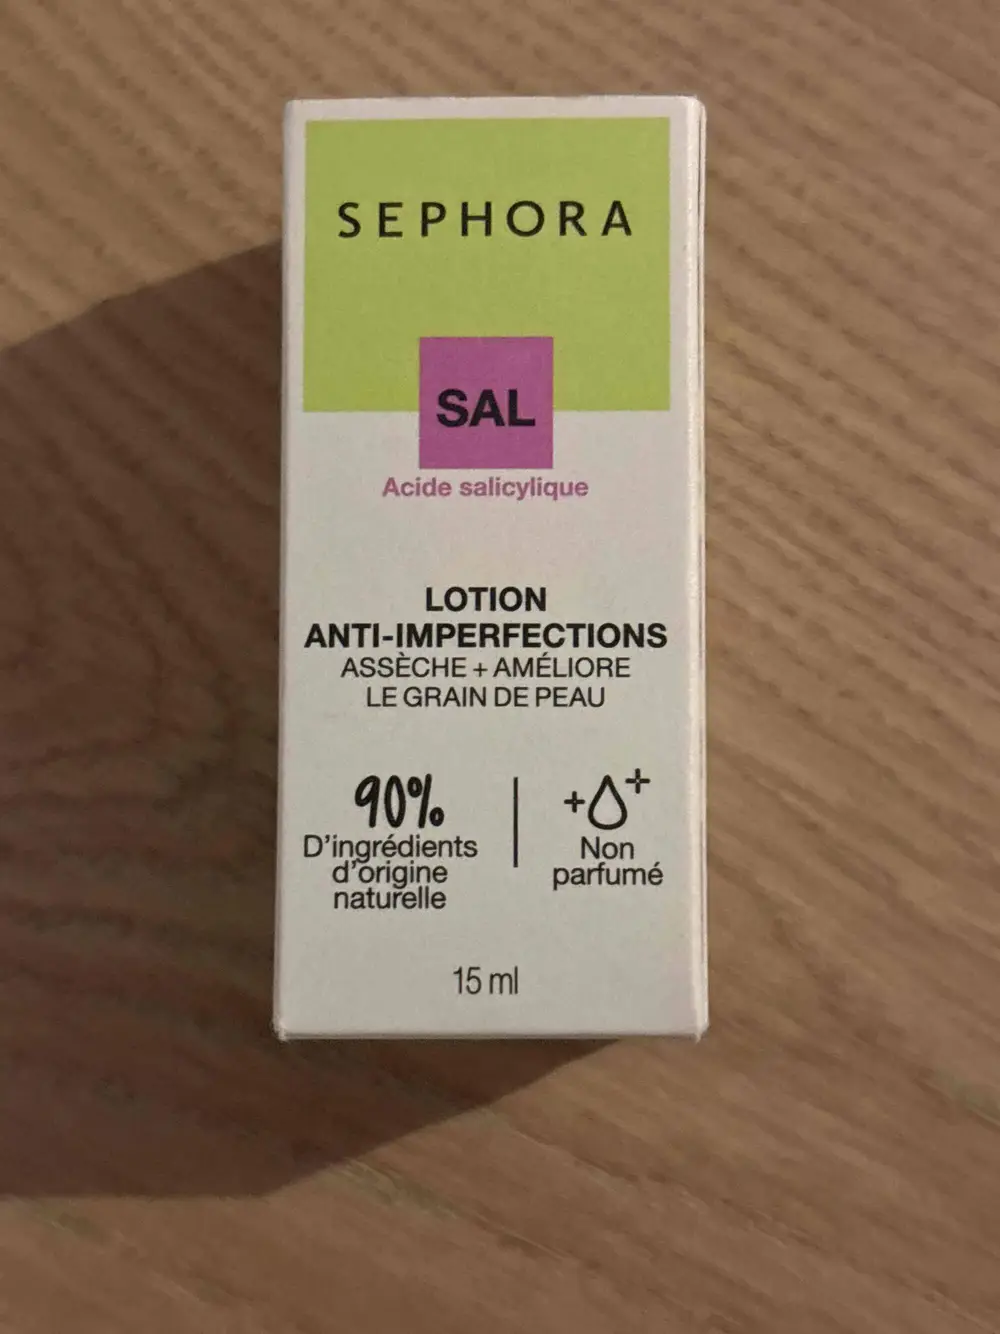 SEPHORA
SAL
Acide salicylique
LOTION
ANTI-IMPERFECTIONS
ASSÈCHE + AMÉLIORE
LE GRAIN DE PEAU
90%
D'ingrédients
d'origine
naturelle
Non
parfumé
15 ml